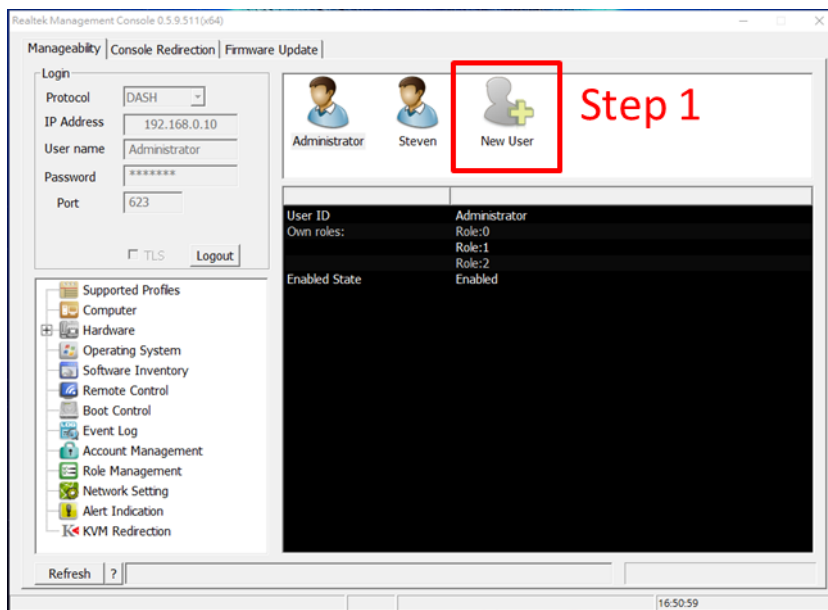 Realtek Management Console 0.5.9.511(x64)
Manageability Console Redirection Firmware Update
Login
Protocol DASH
IP Address 192.168.0.10
User name Administrator
Password *******
Port 623
TLS Logout
Administrator
Steven
New User
Step 1
User ID Administrator
Own roles: Role:0
Role:1
Role:2
Enabled State Enabled
Supported Profiles
Computer
Hardware
Operating System
Software Inventory
Remote Control
Boot Control
Event Log
Account Management
Role Management
Network Setting
Alert Indication
KVM Redirection
Refresh ?
16:50:59